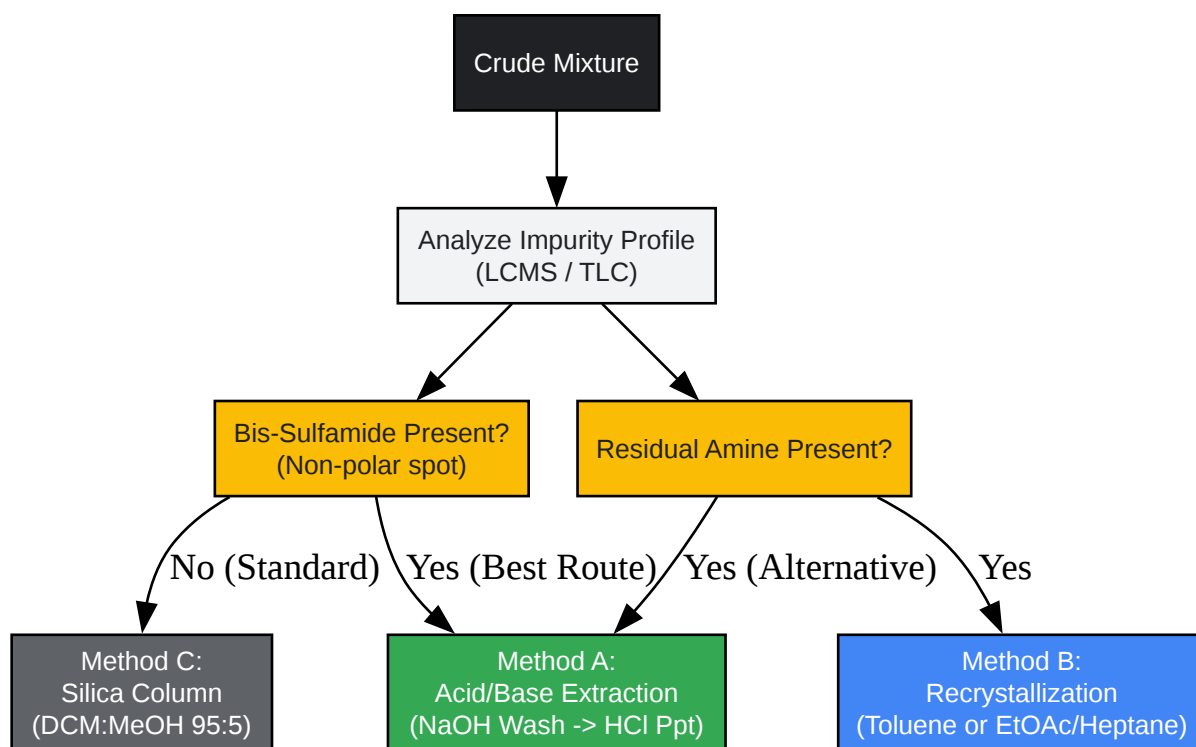 Crude Mixture
Analyze Impurity Profile
(LCMS / TLC)
Bis-Sulfamide Present?
(Non-polar spot)
Residual Amine Present?
No (Standard)
Yes (Best Route)
Yes (Alternative)
Yes
Method C:
Silica Column
(DCM:MeOH 95:5)
Method A:
Acid/Base Extraction
(NaOH Wash -> HCl Ppt)
Method B:
Recrystallization
(Toluene or EtOAc/Heptane)